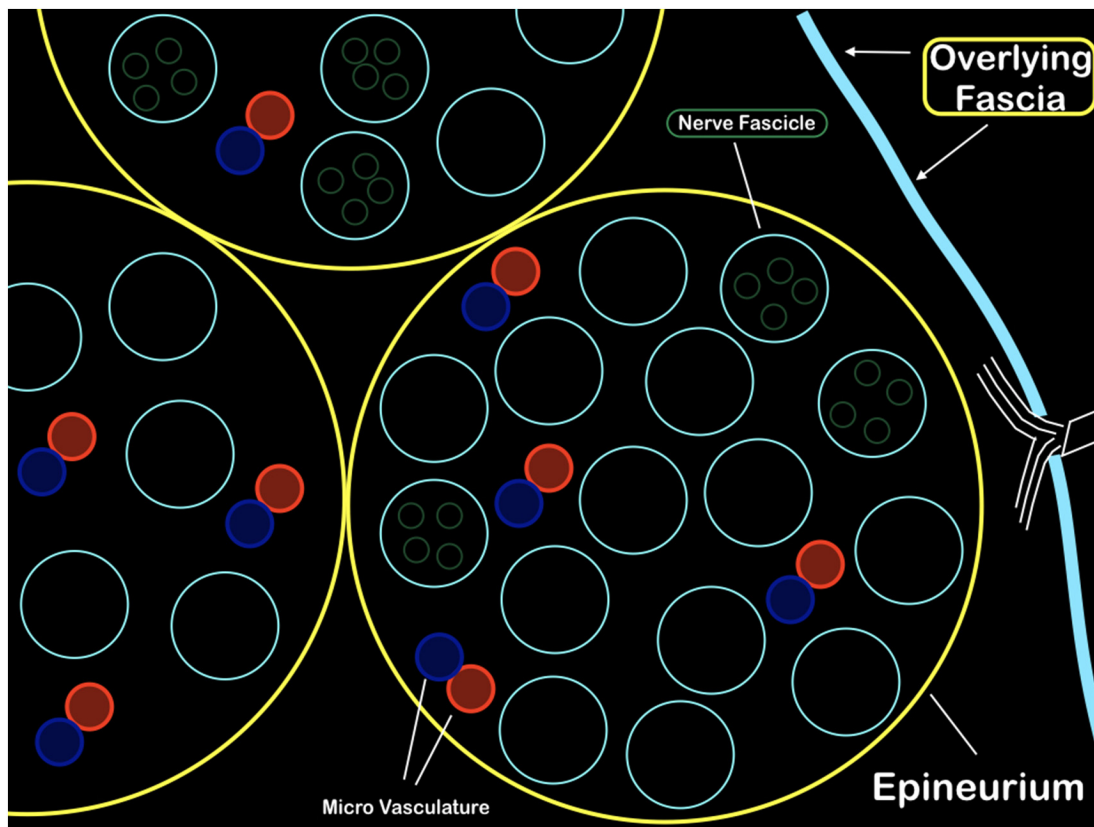 Overlying
Fascia
Nerve Fascicle
Epineurium
Micro Vasculature